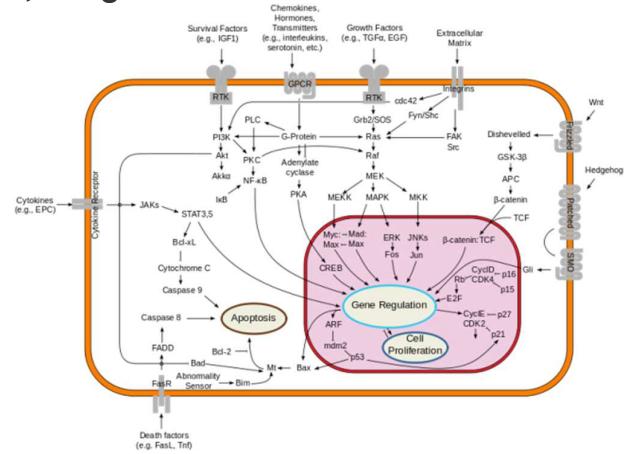 Chemokines,
Hormones,
Transmitters
(e.g., interleukins,
serotonin, etc.)
Survival Factors
(e.g., IGF1)
Growth Factors
(e.g., TGFα, EGF)
Extracellular
Matrix
RTK
GPCR
RTK
Integrins
cdc42
Wnt
PLC
Grb2/SOS
Fyn/Shc
Frizzled
Dishevelled
PI3K
G-Protein
Ras
FAK
Src
Akt
PKC
Adenylate
cyclase
Raf
GSK-3β
Akkα
NF-κB
MEK
APC
Hedgehog
IκB
PKA
MEKK
MAPK
MKK
β-catenin
Patched
Cytokines
(e.g., EPC)
Cytokine Receptor
JAKs
STAT3,5
TCF
Myc:
Mad:
Max
Max
ERK
JNKs
β-catenin:TCF
Fos
Jun
SMO
Bcl-xL
CREB
Gli
CycID
p16
Rb
CDK4
p15
Cytochrome C
Caspase 9
E2F
Gene Regulation
CycIE
p27
CDK2
p21
Caspase 8
Apoptosis
ARF
Cell
Proliferation
mdm2
p53
FADD
Bcl-2
Bad
Mt
Bax
Abnormality
Sensor
Bim
FasR
Death factors
(e.g. FasL, Tnf)